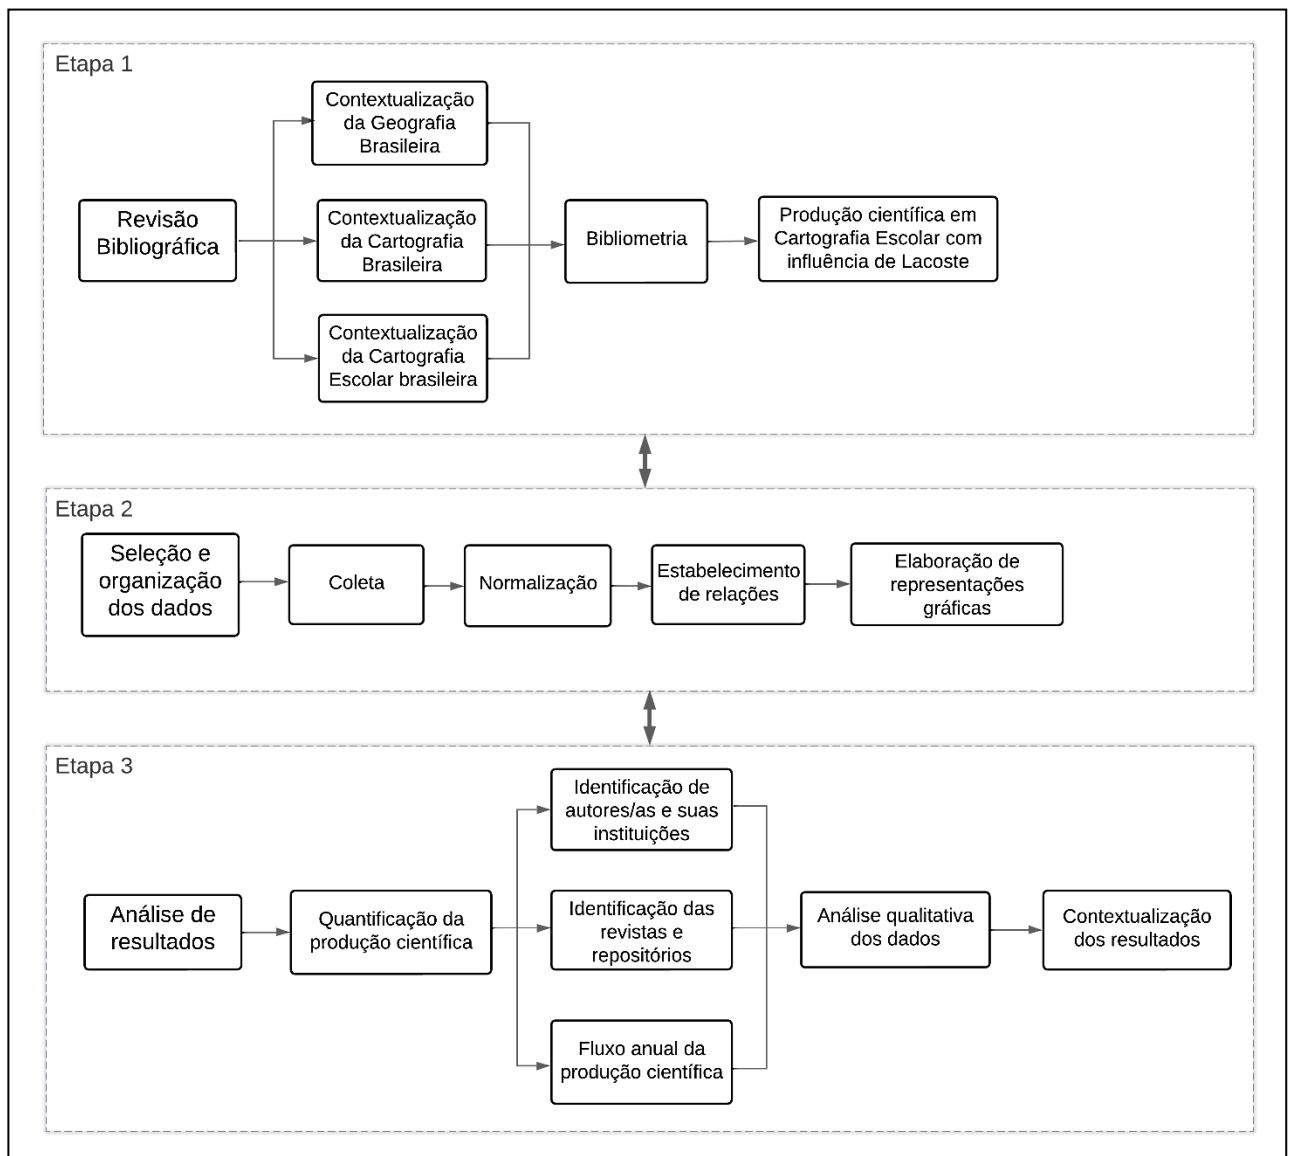 Etapa 1
Contextualização
da Geografia
Brasileira
Revisão
Bibliográfica
Contextualização
da Cartografia
Brasileira
Contextualização
da Cartografia
Escolar brasileira
Bibliometria
Produção científica em
Cartografia Escolar com
influência de Lacoste
Etapa 2
Seleção e
organização
dos dados
Coleta
Normalização
Estabelecimento
de relações
Elaboração de
representações
gráficas
Etapa 3
Análise de
resultados
Quantificação da
produção científica
Identificação de
autores/as e suas
instituições
Identificação das
revistas e
repositórios
Fluxo anual da
produção científica
Análise qualitativa
dos dados
Contextualização
dos resultados